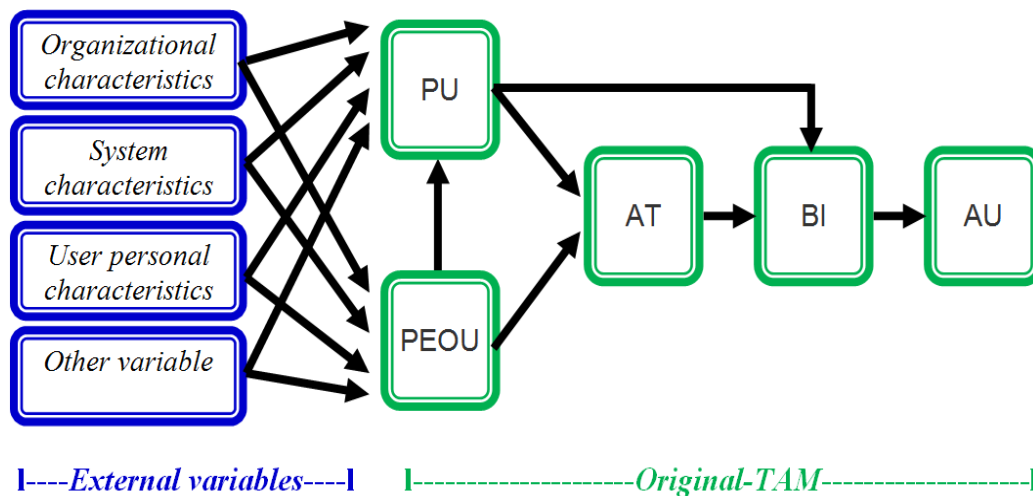 Organizational
characteristics
System
characteristics
User personal
characteristics
Other variable
PU
PEOU
AT
BI
AU
I----External variables----I
I--------------------Original-TAM--------------------I